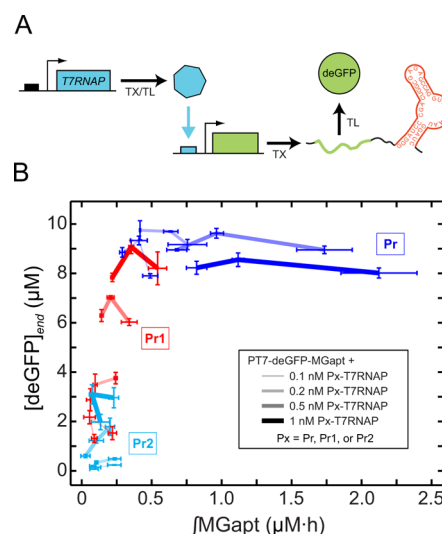 A
T7RNAP
TX/TL
deGFP
TL
TX
B
[deGFP]end (µM)
10
8
6
4
2
0
Pr
Pr1
Pr2
PT7-deGFP-MGapt +
0.1 nM Px-T7RNAP
0.2 nM Px-T7RNAP
0.5 nM Px-T7RNAP
1 nM Px-T7RNAP
Px = Pr, Pr1, or Pr2
0 0.5 1.0 1.5 2.0 2.5
∫MGapt (µM·h)